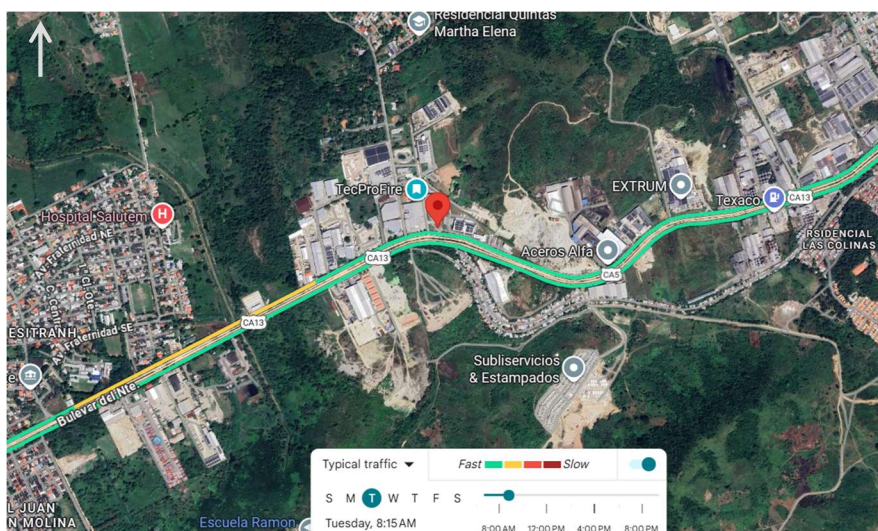 Residencial Quintas
Martha Elena
TecProFire
EXTRUM
Texaco
CA13
Hospital Salutem
H
RSIDENCIAL
LAS COLINAS
Av. Fraternidad NE
CA13
Aceros Alfa
CA5
CA13
ESITRANH
Av. Fraternidad SE
Subliservicios
& Estampados
Bulevar del Nte.
L JUAN
N MOLINA
Escuela Ramon
Typical traffic
Fast
Slow
S M T W T F S
Tuesday, 8:15 AM
8:00 AM 12:00 PM 4:00 PM 8:00 PM